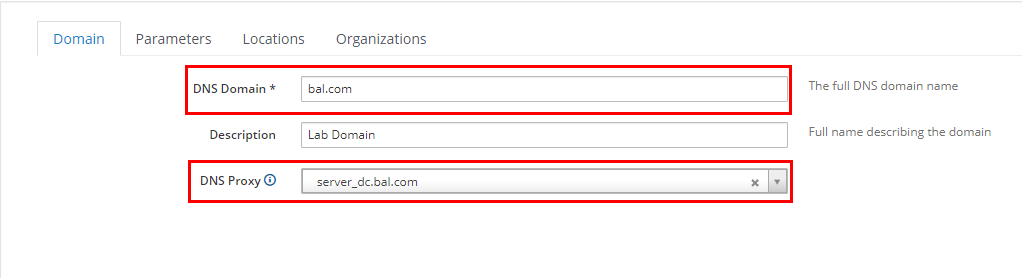 Domain Parameters Locations Organizations
DNS Domain * bal.com The full DNS domain name
Description Lab Domain Full name describing the domain
DNS Proxy server_dc.bal.com